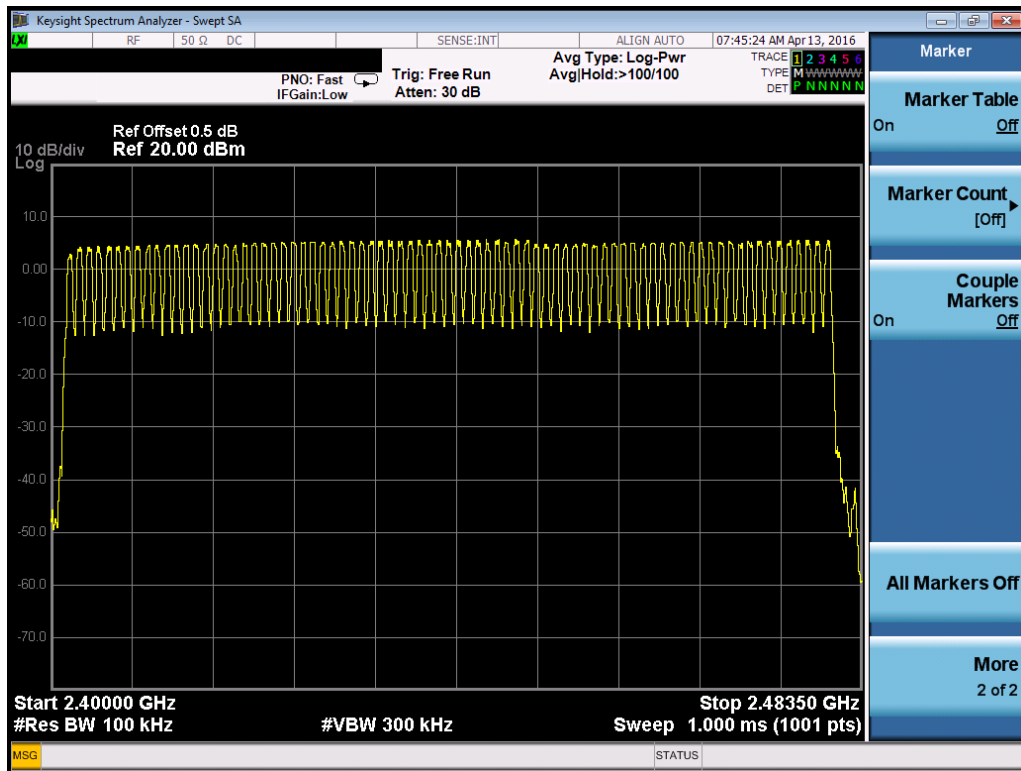 Keysight Spectrum Analyzer - Swept SA
LXI RF 50 Ω DC SENSE:INT ALIGN AUTO 07:45:24 AM Apr 13, 2016
PNO: Fast
IFGain:Low
Trig: Free Run
Atten: 30 dB
Avg Type: Log-Pwr
Avg|Hold:>100/100
TRACE 1 2 3 4 5 6
TYPE M WWWWW
DET P N N N N N
Ref Offset 0.5 dB
10 dB/div Ref 20.00 dBm
Log
10.0
0.00
-10.0
-20.0
-30.0
-40.0
-50.0
-60.0
-70.0
Start 2.40000 GHz Stop 2.48350 GHz
#Res BW 100 kHz #VBW 300 kHz Sweep 1.000 ms (1001 pts)
MSG STATUS
Marker
Marker Table
On Off
Marker Count
[Off]
Couple
Markers
On Off
All Markers Off
More
2 of 2